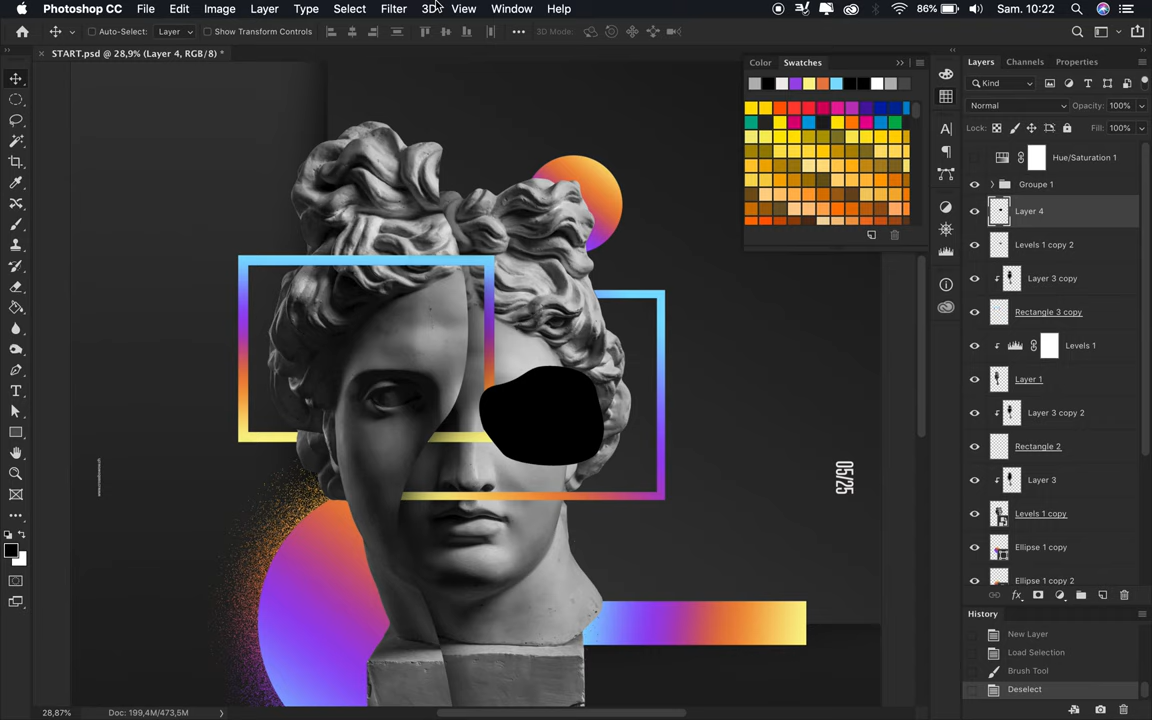 Photoshop CC File Edit Image Layer Type Select Filter 3D View Window Help 86% Sam. 10:22
Auto-Select: Layer Show Transform Controls 3D Mode:
START.psd @ 28,9% (Layer 4, RGB/8) *
Color Swatches
Layers Channels Properties
Kind
Normal Opacity: 100%
Lock: Fill: 100%
Hue/Saturation 1
Groupe 1
Layer 4
Levels 1 copy 2
Layer 3 copy
Rectangle 3 copy
Levels 1
Layer 1
Layer 3 copy 2
Rectangle 2
Layer 3
Levels 1 copy
Ellipse 1 copy
Ellipse 1 copy 2
05/25
History
New Layer
Load Selection
Brush Tool
Deselect
28,87% Doc: 199,4M/473,5M